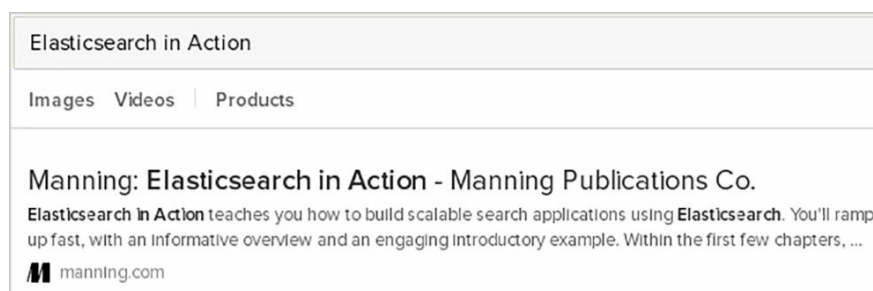 Elasticsearch in Action
Images Videos Products
Manning: Elasticsearch in Action - Manning Publications Co.
Elasticsearch in Action teaches you how to build scalable search applications using Elasticsearch. You'll ramp
up fast, with an informative overview and an engaging introductory example. Within the first few chapters, ...
manning.com